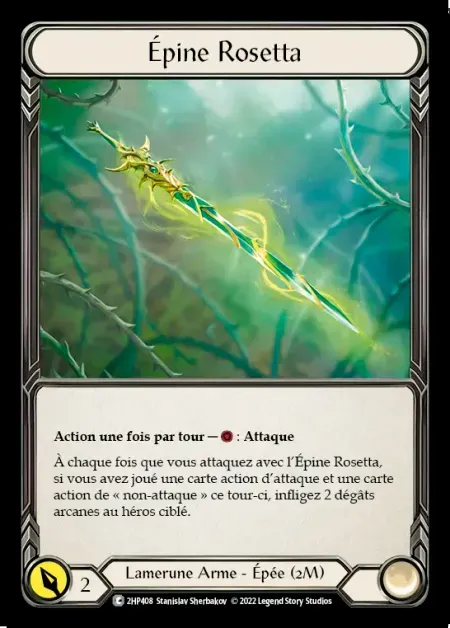 Épine Rosetta
Action une fois par tour — : Attaque
À chaque fois que vous attaquez avec l’Épine Rosetta,
si vous avez joué une carte action d’attaque et une carte
action de « non-attaque » ce tour-ci, infligez 2 dégâts
arcanes au héros ciblé.
2
Lamerune Arme - Épée (2M)
C 2HP408 Stanislav Sherbakov © 2022 Legend Story Studios